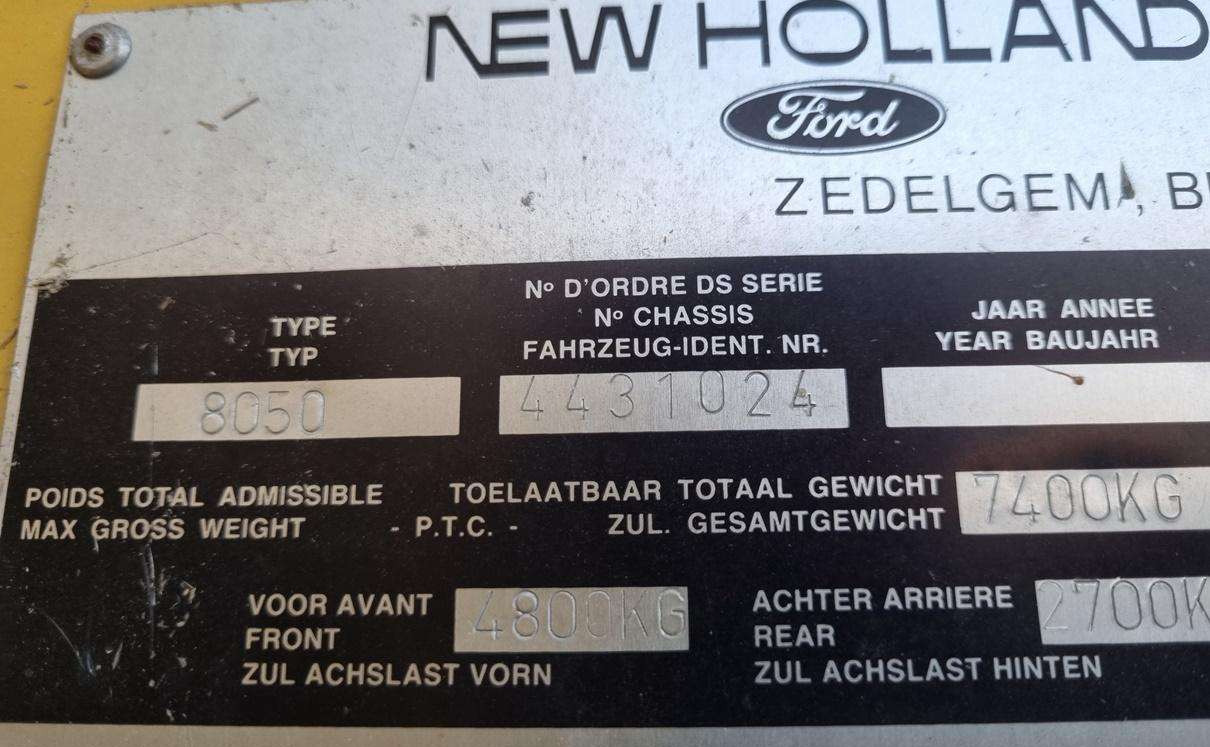 NEW HOLLAND
Ford
ZEDELGEM, B
TYPE
TYP
8050
Nº D'ORDRE DS SERIE
Nº CHASSIS
FAHRZEUG-IDENT. NR.
4431024
JAAR ANNEE
YEAR BAUJAHR
POIDS TOTAL ADMISSIBLE TOELAATBAAR TOTAAL GEWICHT
MAX GROSS WEIGHT - P.T.C. - ZUL. GESAMTGEWICHT
7400KG
VOOR AVANT
FRONT
ZUL ACHSLAST VORN
4800KG
ACHTER ARRIERE
REAR
ZUL ACHSLAST HINTEN
2700K